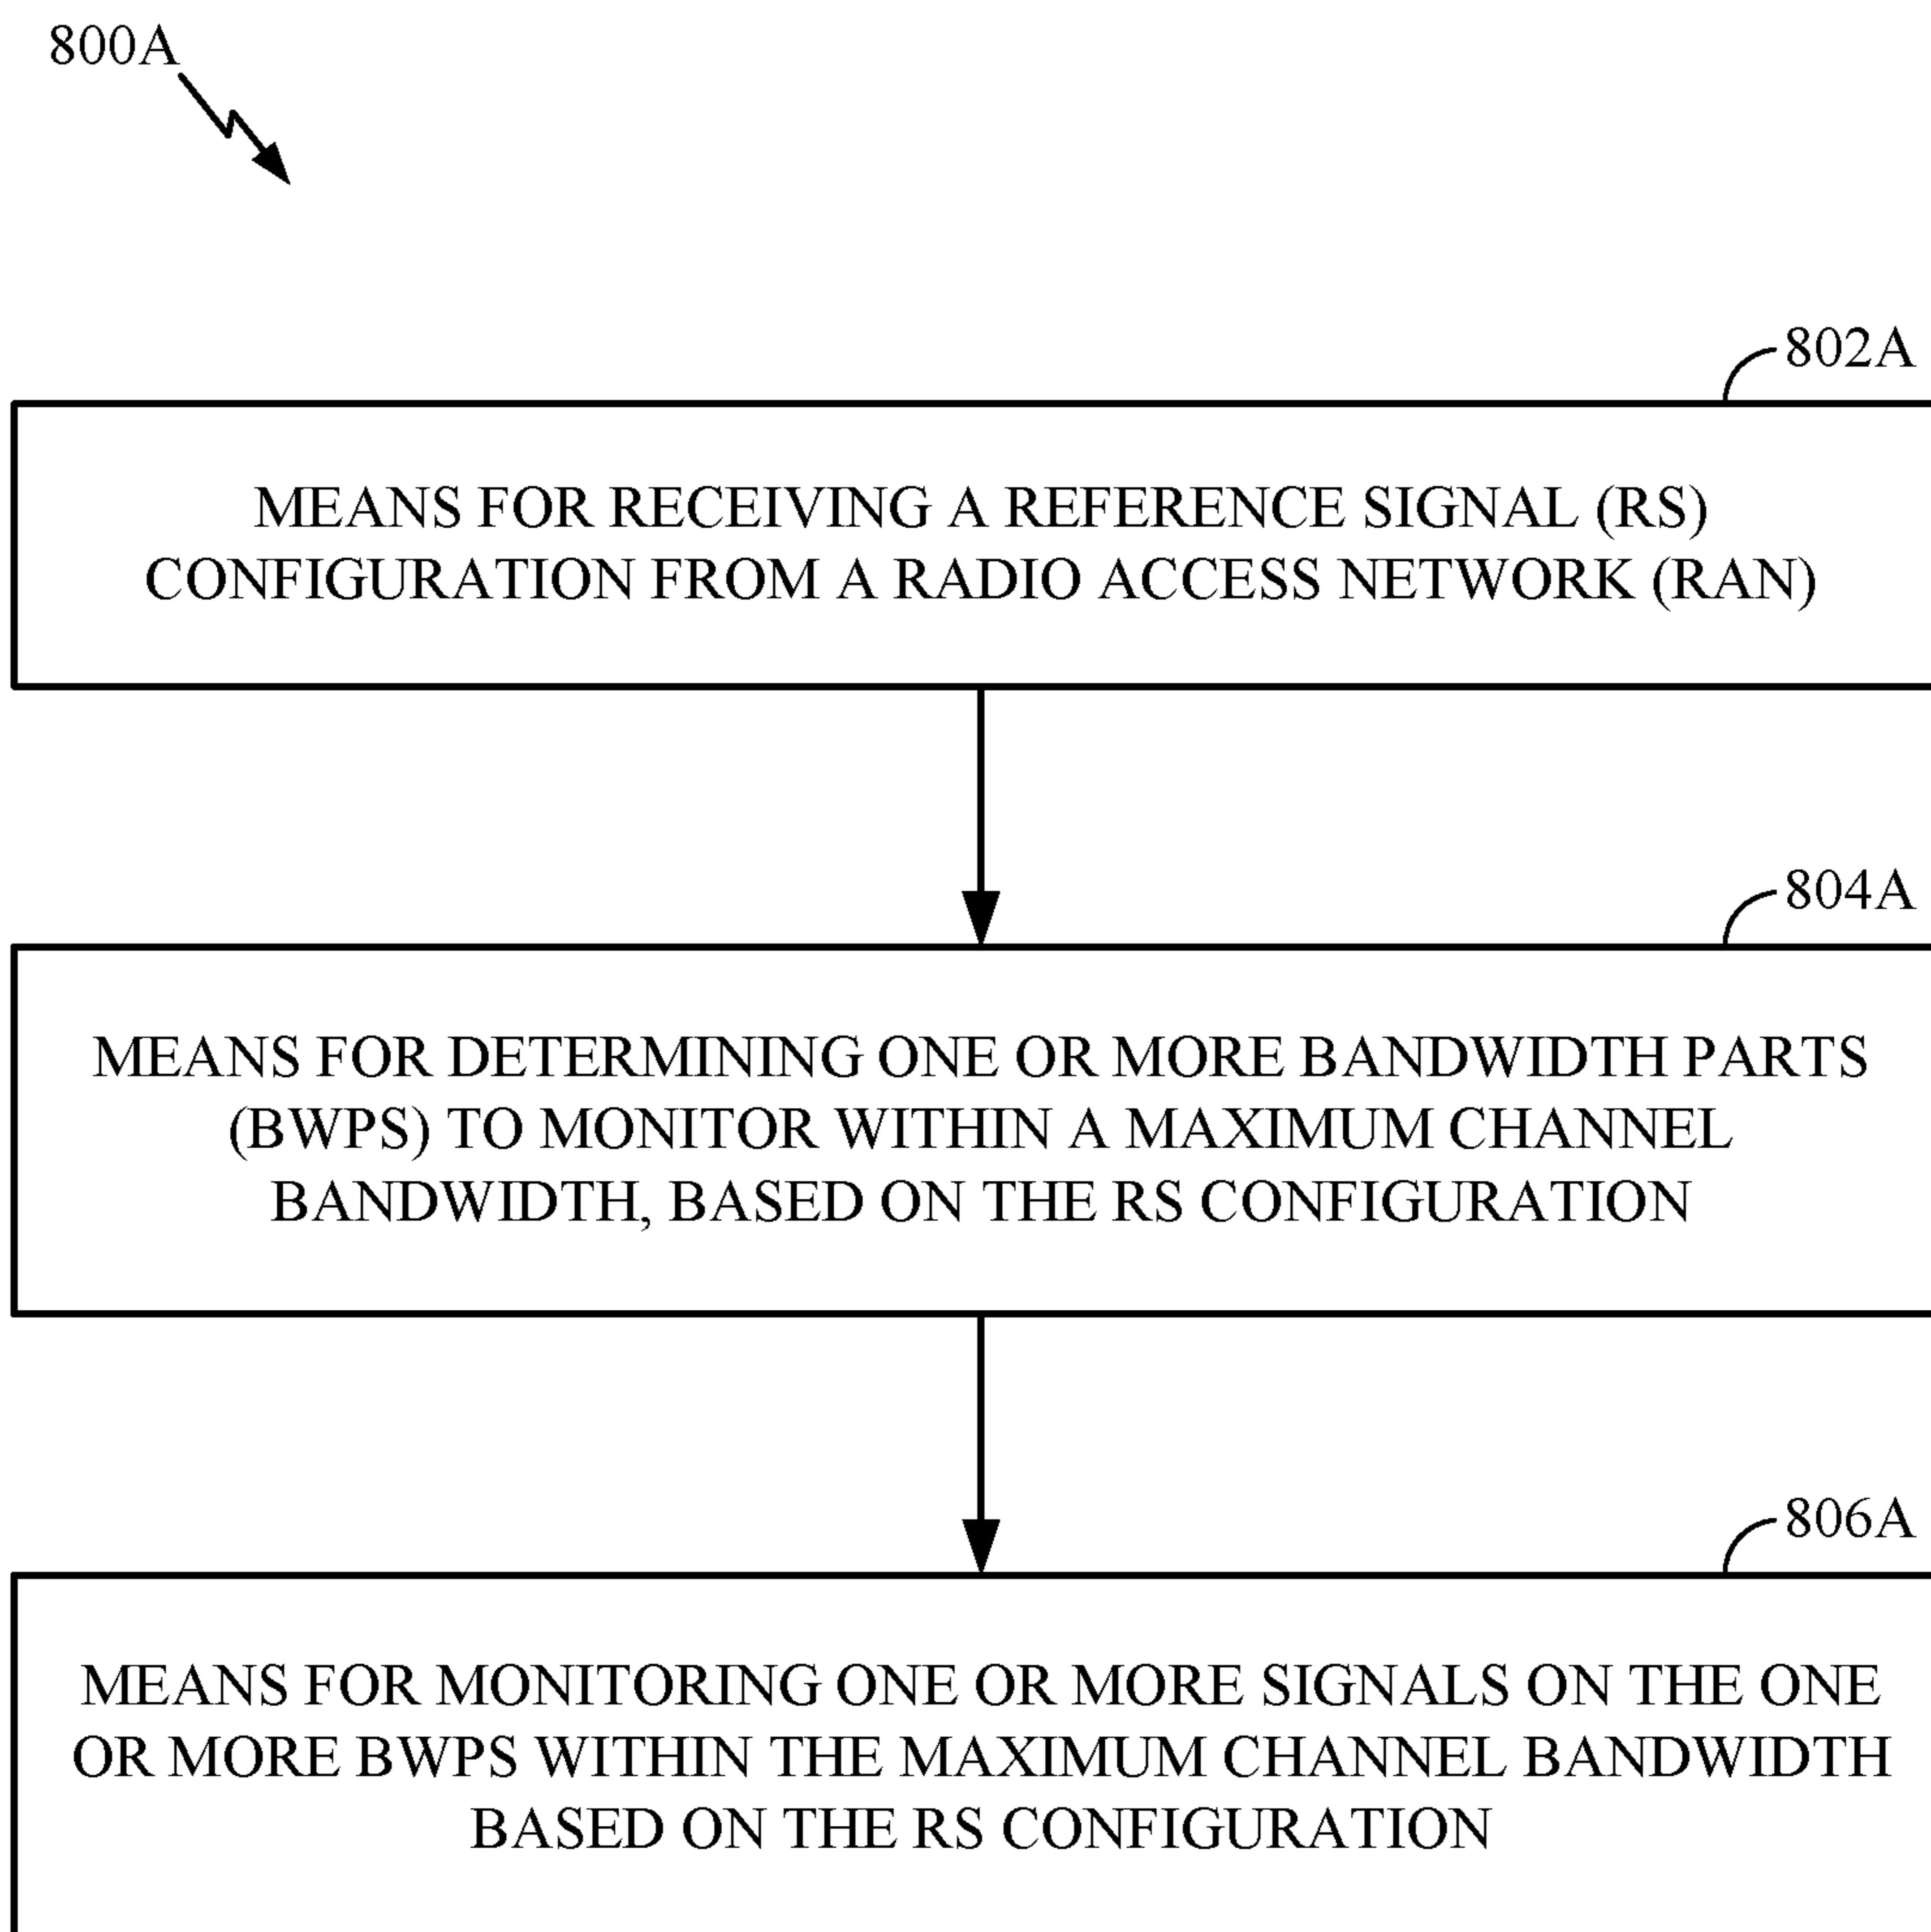 800A
802A
MEANS FOR RECEIVING A REFERENCE SIGNAL (RS)
CONFIGURATION FROM A RADIO ACCESS NETWORK (RAN)
804A
MEANS FOR DETERMINING ONE OR MORE BANDWIDTH PARTS
(BWPS) TO MONITOR WITHIN A MAXIMUM CHANNEL
BANDWIDTH, BASED ON THE RS CONFIGURATION
806A
MEANS FOR MONITORING ONE OR MORE SIGNALS ON THE ONE
OR MORE BWPS WITHIN THE MAXIMUM CHANNEL BANDWIDTH
BASED ON THE RS CONFIGURATION